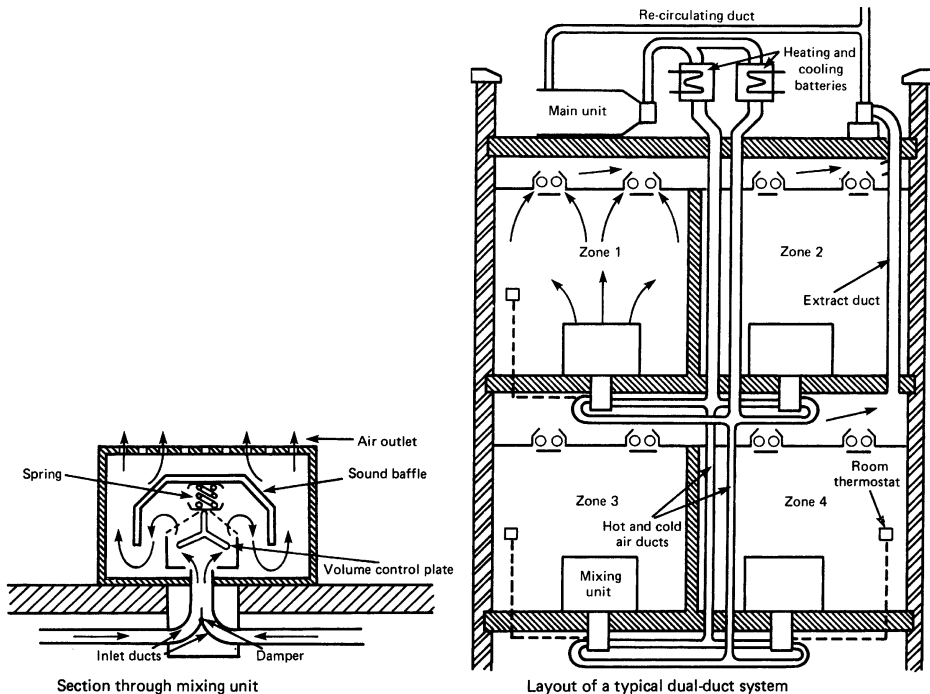 Re-circulating duct
Heating and
cooling
batteries
Main unit
Zone 1
Zone 2
Extract duct
Air outlet
Spring
Sound baffle
Room
thermostat
Zone 3
Zone 4
Hot and cold
air ducts
Volume control plate
Mixing
unit
Inlet ducts
Damper
Section through mixing unit
Layout of a typical dual-duct system